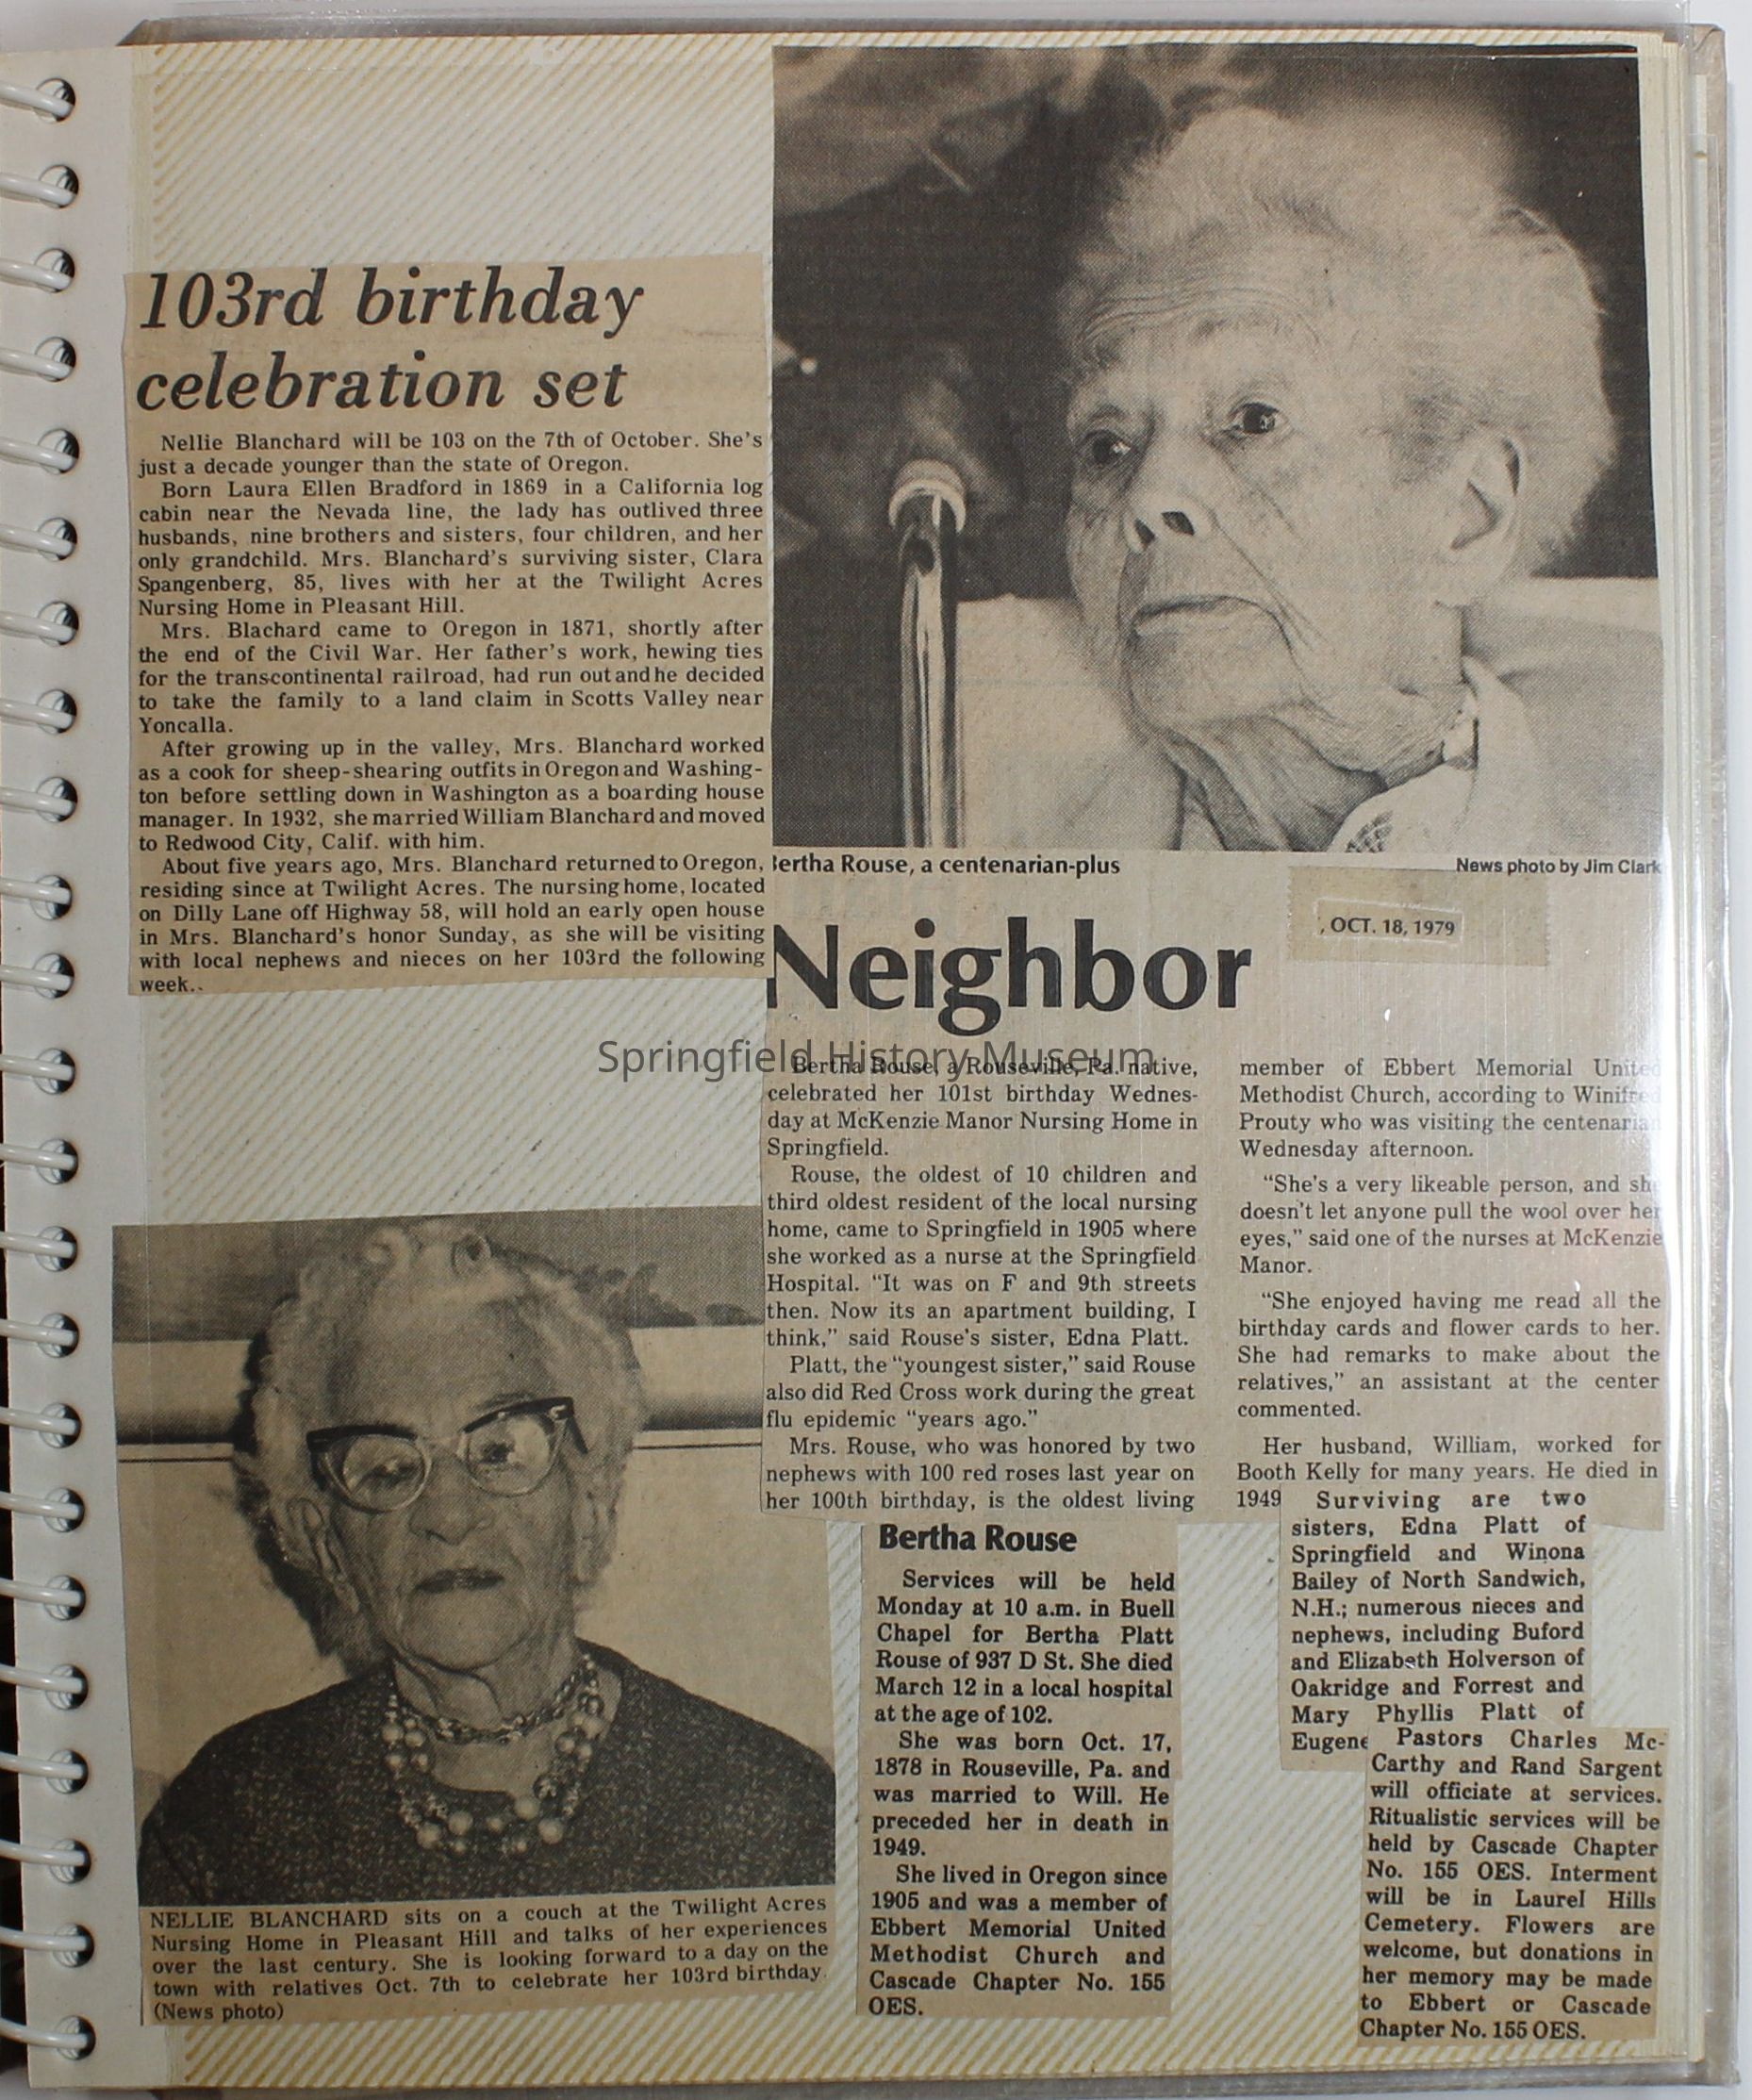 103rd birthday
celebration set
Nellie Blanchard will be 103 on the 7th of October. She's
just a decade younger than the state of Oregon.
Born Laura Ellen Bradford in 1869 in a California log
cabin near the Nevada line, the lady has outlived three
husbands, nine brothers and sisters, four children, and her
only grandchild. Mrs. Blanchard's surviving sister, Clara
Spangenberg, 85, lives with her at the Twilight Acres
Nursing Home in Pleasant Hill.
Mrs. Blachard came to Oregon in 1871, shortly after
the end of the Civil War. Her father's work, hewing ties
for the transcontinental railroad, had run out and he decided
to take the family to a land claim in Scotts Valley near
Yoncalla.
After growing up in the valley, Mrs. Blanchard worked
as a cook for sheep-shearing outfits in Oregon and Washing-
ton before settling down in Washington as a boarding house
manager. In 1932, she married William Blanchard and moved
to Redwood City, Calif. with him.
About five years ago, Mrs. Blanchard returned to Oregon,
residing since at Twilight Acres. The nursing home, located
on Dilly Lane off Highway 58, will hold an early open house
in Mrs. Blanchard's honor Sunday, as she will be visiting
with local nephews and nieces on her 103rd the following
week..
NELLIE BLANCHARD sits on a couch at the Twilight Acres
Nursing Home in Pleasant Hill and talks of her experiences
over the last century. She is looking forward to a day on the
town with relatives Oct. 7th to celebrate her 103rd birthday.
(News photo)
Bertha Rouse, a centenarian-plus
News photo by Jim Clark
, OCT. 18, 1979
Neighbor
Springfield History Museum
Bertha Rouse, a Rouseville, Pa. native,
celebrated her 101st birthday Wednes-
day at McKenzie Manor Nursing Home in
Springfield.
Rouse, the oldest of 10 children and
third oldest resident of the local nursing
home, came to Springfield in 1905 where
she worked as a nurse at the Springfield
Hospital. "It was on F and 9th streets
then. Now its an apartment building, I
think," said Rouse's sister, Edna Platt.
Platt, the "youngest sister," said Rouse
also did Red Cross work during the great
flu epidemic "years ago."
Mrs. Rouse, who was honored by two
nephews with 100 red roses last year on
her 100th birthday, is the oldest living
member of Ebbert Memorial United
Methodist Church, according to Winifred
Prouty who was visiting the centenarian
Wednesday afternoon.
"She's a very likeable person, and she
doesn't let anyone pull the wool over her
eyes," said one of the nurses at McKenzie
Manor.
"She enjoyed having me read all the
birthday cards and flower cards to her.
She had remarks to make about the
relatives," an assistant at the center
commented.
Her husband, William, worked for
Booth Kelly for many years. He died in
1949
Bertha Rouse
Services will be held
Monday at 10 a.m. in Buell
Chapel for Bertha Platt
Rouse of 937 D St. She died
March 12 in a local hospital
at the age of 102.
She was born Oct. 17,
1878 in Rouseville, Pa. and
was married to Will. He
preceded her in death in
1949.
She lived in Oregon since
1905 and was a member of
Ebbert Memorial United
Methodist Church and
Cascade Chapter No. 155
OES.
Surviving are two
sisters, Edna Platt of
Springfield and Winona
Bailey of North Sandwich,
N.H.; numerous nieces and
nephews, including Buford
and Elizabeth Holverson of
Oakridge and Forrest and
Mary Phyllis Platt of
Eugene
Pastors Charles Mc-
Carthy and Rand Sargent
will officiate at services.
Ritualistic services will be
held by Cascade Chapter
No. 155 OES. Interment
will be in Laurel Hills
Cemetery. Flowers are
welcome, but donations in
her memory may be made
to Ebbert or Cascade
Chapter No. 155 OES.